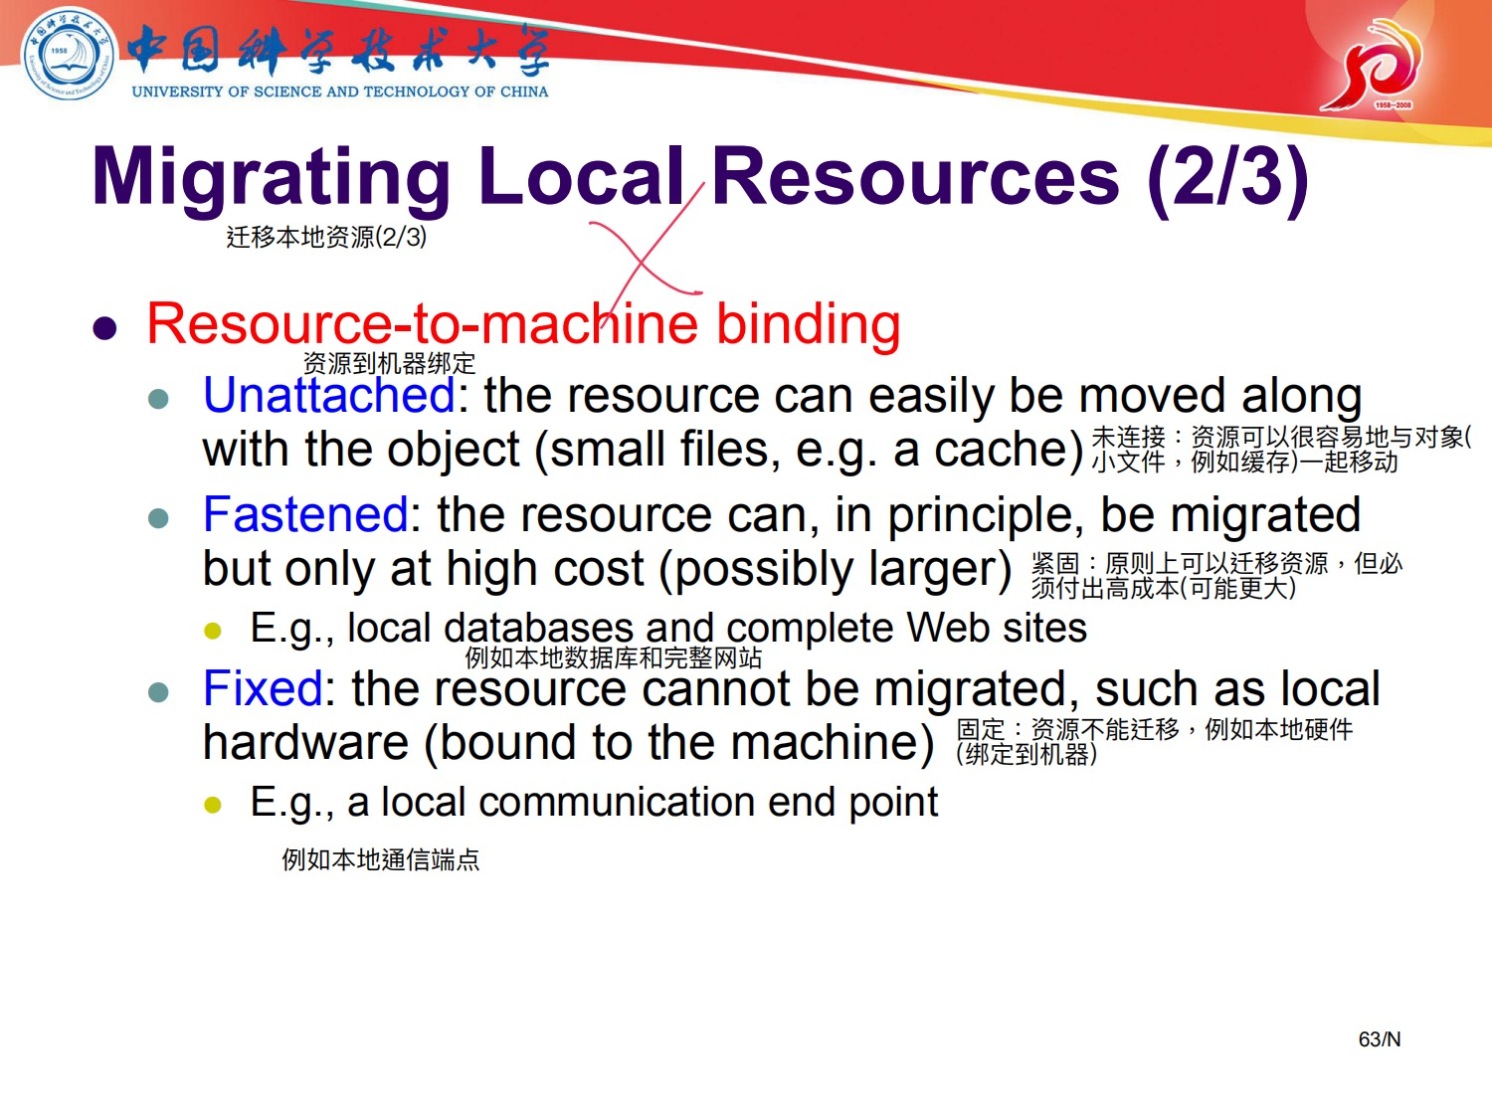 中国科学技术大学
UNIVERSITY OF SCIENCE AND TECHNOLOGY OF CHINA
1958
1958-2008
Migrating Local Resources (2/3)
迁移本地资源(2/3)
Resource-to-machine binding
资源到机器绑定
Unattached: the resource can easily be moved along
with the object (small files, e.g. a cache)
未连接：资源可以很容易地与对象(
小文件，例如缓存)一起移动
Fastened: the resource can, in principle, be migrated
but only at high cost (possibly larger)
紧固：原则上可以迁移资源，但必
须付出高成本(可能更大)
E.g., local databases and complete Web sites
例如本地数据库和完整网站
Fixed: the resource cannot be migrated, such as local
hardware (bound to the machine)
固定：资源不能迁移，例如本地硬件
(绑定到机器)
E.g., a local communication end point
例如本地通信端点
63/N